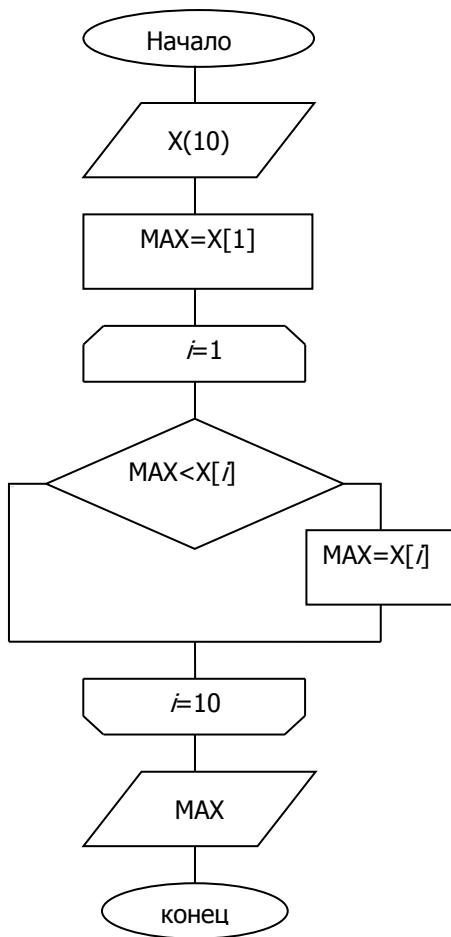 Начало
X(10)
MAX=X[1]
i=1
MAX<X[i]
MAX=X[i]
i=10
MAX
конец